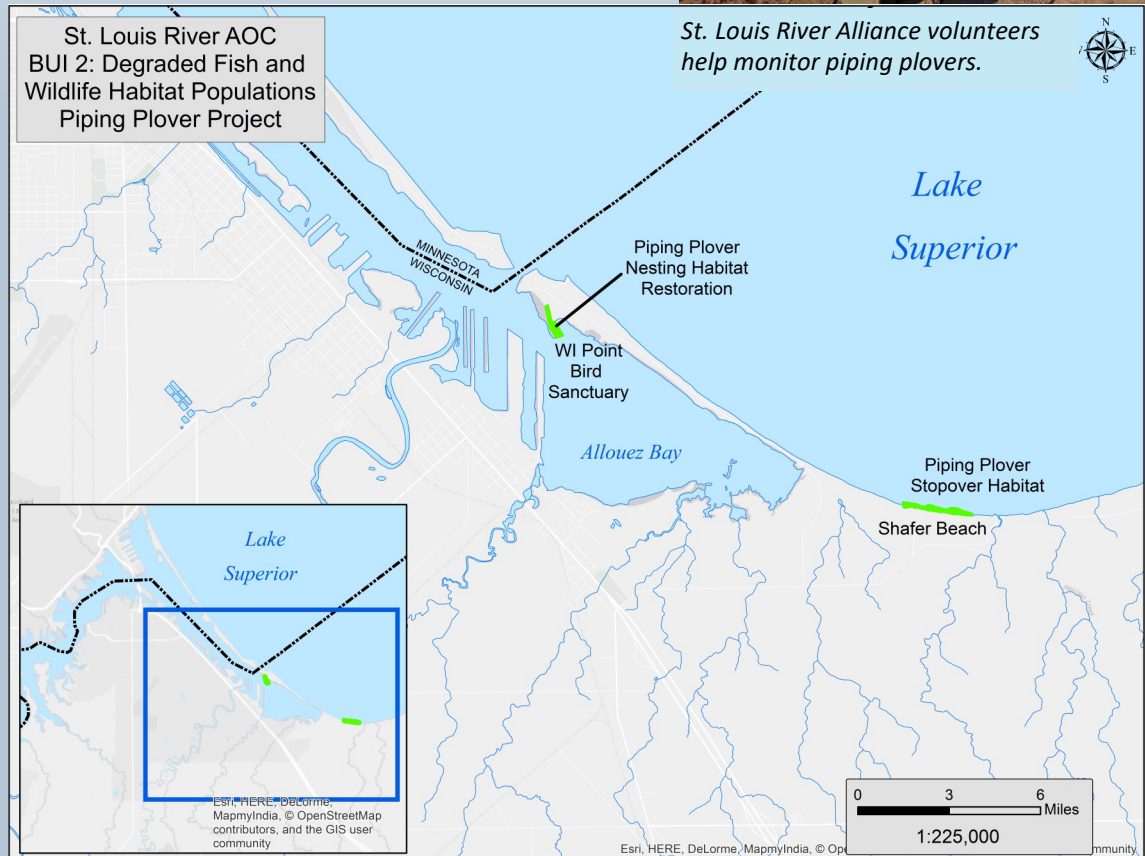 St. Louis River AOC
BUI 2: Degraded Fish and
Wildlife Habitat Populations
Piping Plover Project
St. Louis River Alliance volunteers
help monitor piping plovers.
N
E
S
Lake
Superior
MINNESOTA
WISCONSIN
Piping Plover
Nesting Habitat
Restoration
WI Point
Bird
Sanctuary
Allouez Bay
Piping Plover
Stopover Habitat
Shafer Beach
Lake
Superior
Esri, HERE, DeLorme,
MapmyIndia, © OpenStreetMap
contributors, and the GIS user
community
0 3 6
Miles
1:225,000
Esri, HERE, DeLorme, MapmyIndia, ©